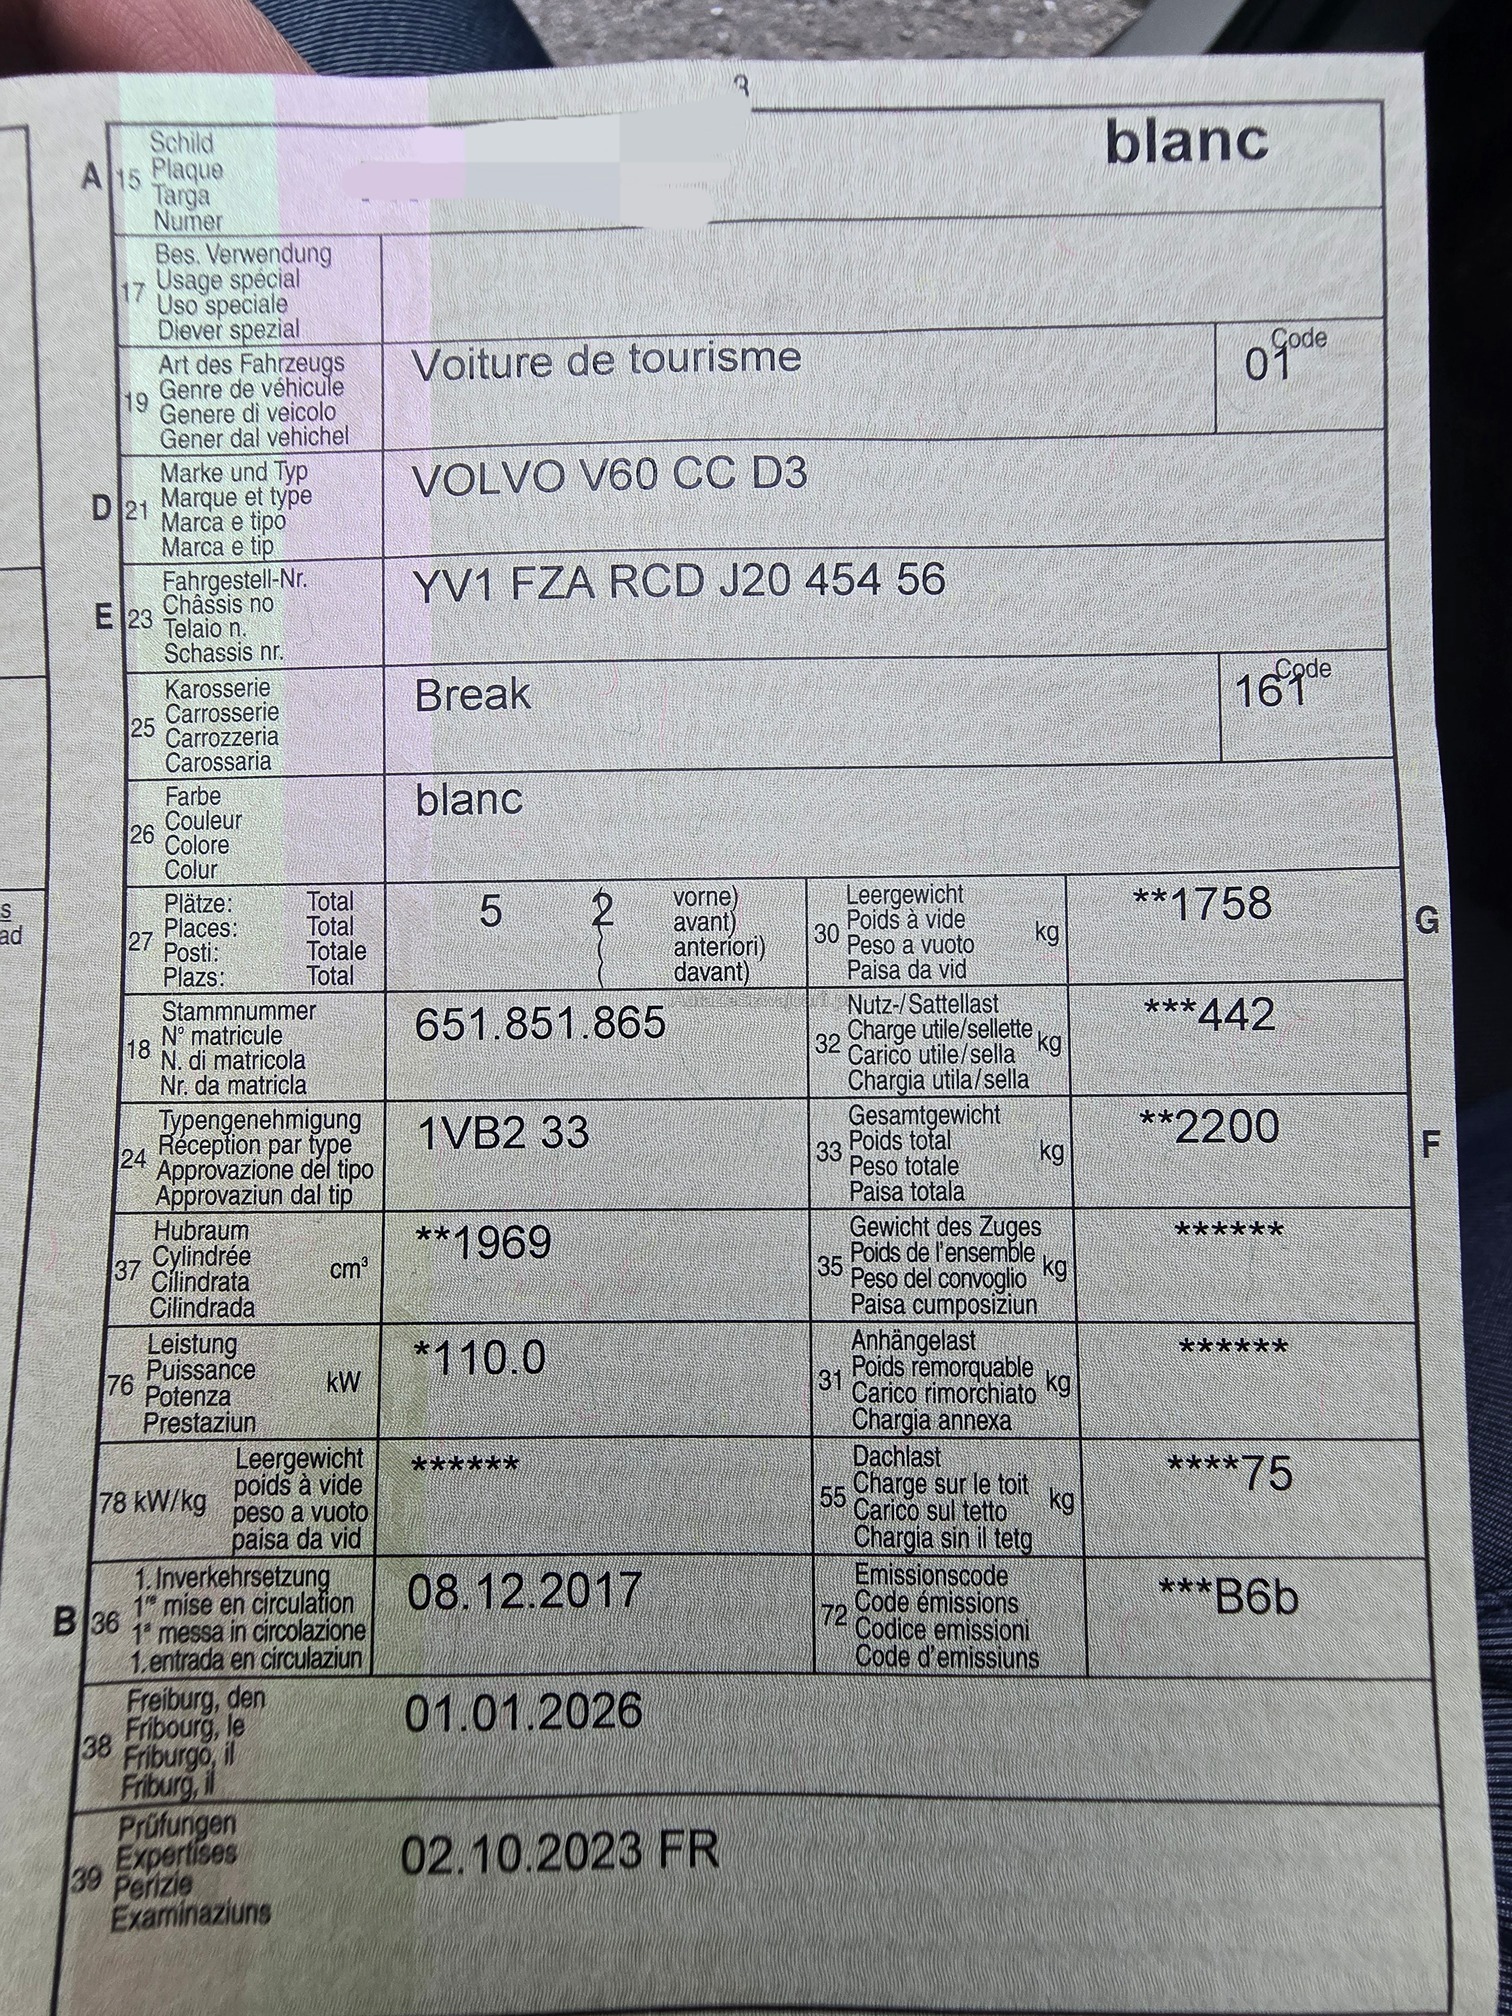 3
A 15 Schild
Plaque
Targa
Numer
blanc
17 Bes. Verwendung
Usage spécial
Uso speciale
Diever spezial
19 Art des Fahrzeugs
Genre de véhicule
Genere di veicolo
Gener dal vehichel
Voiture de tourisme
Code
01
D 21 Marke und Typ
Marque et type
Marca e tipo
Marca e tip
VOLVO V60 CC D3
E 23 Fahrgestell-Nr.
Châssis no
Telaio n.
Schassis nr.
YV1 FZA RCD J20 454 56
25 Karosserie
Carrosserie
Carrozzeria
Carossaria
Break
Code
161
26 Farbe
Couleur
Colore
Colur
blanc
27 Plätze: Total
Places: Total
Posti: Totale
Plazs: Total
5 2
vorne)
avant)
anteriori)
davant)
30 Leergewicht
Poids à vide
Peso a vuoto
Paisa da vid
kg
**1758
G
18 Stammnummer
N° matricule
N. di matricola
Nr. da matricla
651.851.865
32 Nutz-/Sattellast
Charge utile/sellette
Carico utile/sella
Chargia utila/sella
kg
***442
24 Typengenehmigung
Réception par type
Approvazione del tipo
Approvaziun dal tip
1VB2 33
33 Gesamtgewicht
Poids total
Peso totale
Paisa totala
kg
**2200
F
37 Hubraum
Cylindrée
Cilindrata
Cilindrada
cm³
**1969
35 Gewicht des Zuges
Poids de l'ensemble
Peso del convoglio
Paisa cumposiziun
kg
******
76 Leistung
Puissance
Potenza
Prestaziun
kW
*110.0
31 Anhängelast
Poids remorquable
Carico rimorchiato
Chargia annexa
kg
******
78 kW/kg
Leergewicht
poids à vide
peso a vuoto
paisa da vid
******
55 Dachlast
Charge sur le toit
Carico sul tetto
Chargia sin il tetg
kg
****75
B 36 1. Inverkehrsetzung
1re mise en circulation
1a messa in circolazione
1. entrada en circulaziun
08.12.2017
72 Emissionscode
Code émissions
Codice emissioni
Code d'emissiuns
***B6b
38 Freiburg, den
Fribourg, le
Friburgo, il
Friburg, il
01.01.2026
39 Prüfungen
Expertises
Perizie
Examinaziuns
02.10.2023 FR